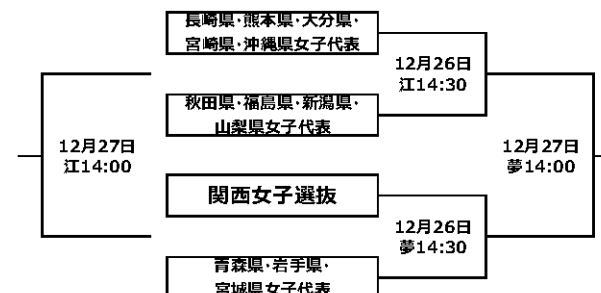 長崎県・熊本県・大分県・
宮崎県・沖縄県女子代表
12月26日
江14:30
秋田県・福島県・新潟県・
山梨県女子代表
12月27日
江14:00
12月27日
夢14:00
関西女子選抜
12月26日
夢14:30
青森県・岩手県・
宮城県女子代表